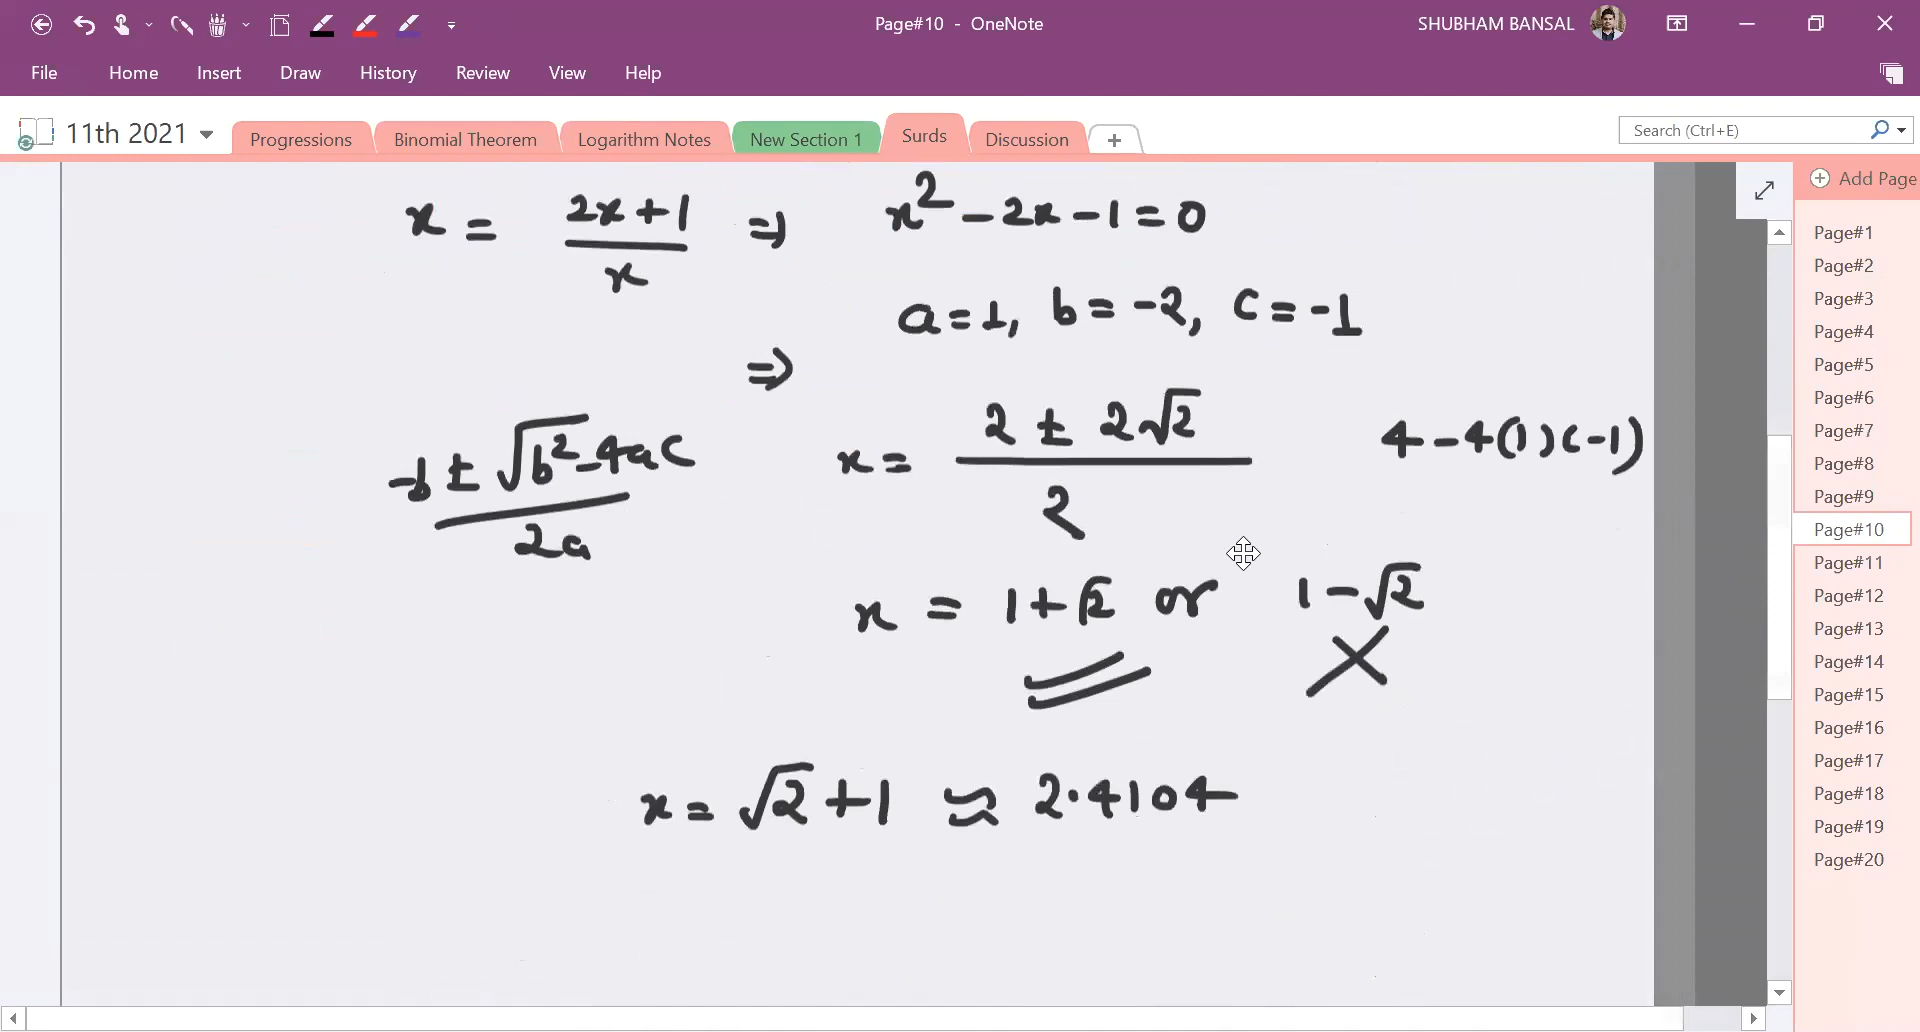 Page#10 - OneNote
SHUBHAM BANSAL
File Home Insert Draw History Review View Help
11th 2021
Progressions Binomial Theorem Logarithm Notes New Section 1 Surds Discussion +
Search (Ctrl+E)
Add Page
x = (2x+1)/x ⇒ x² - 2x - 1 = 0
a=1, b=-2, c=-1
⇒
(-b ± √(b²-4ac))/2a
x = (2 ± 2√2)/2
4-4(1)(-1)
x = 1+√2 or 1-√2
x = √2+1 ≈ 2.4104
Page#1
Page#2
Page#3
Page#4
Page#5
Page#6
Page#7
Page#8
Page#9
Page#10
Page#11
Page#12
Page#13
Page#14
Page#15
Page#16
Page#17
Page#18
Page#19
Page#20